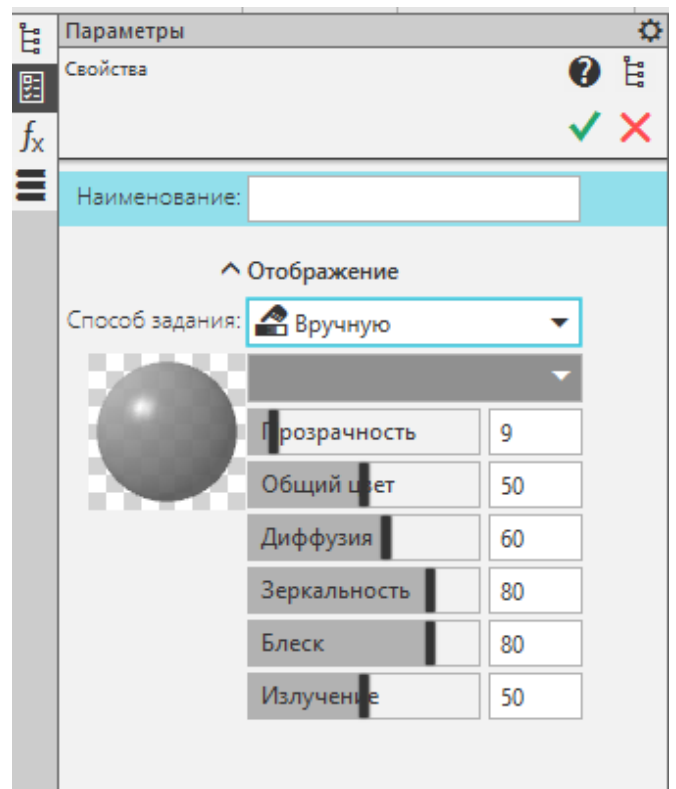 Параметры
Свойства
fx
Наименование:
Отображение
Способ задания: Вручную
Прозрачность 9
Общий цвет 50
Диффузия 60
Зеркальность 80
Блеск 80
Излучение 50